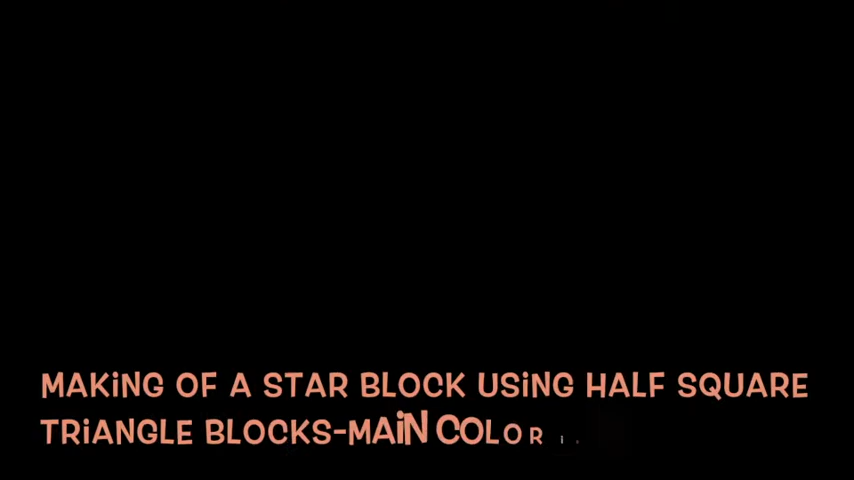 MAKiNG OF A STAR BLOCK USiNG HALF SQUARE
TRiANGLE BLOCKS-MAiN COLOR